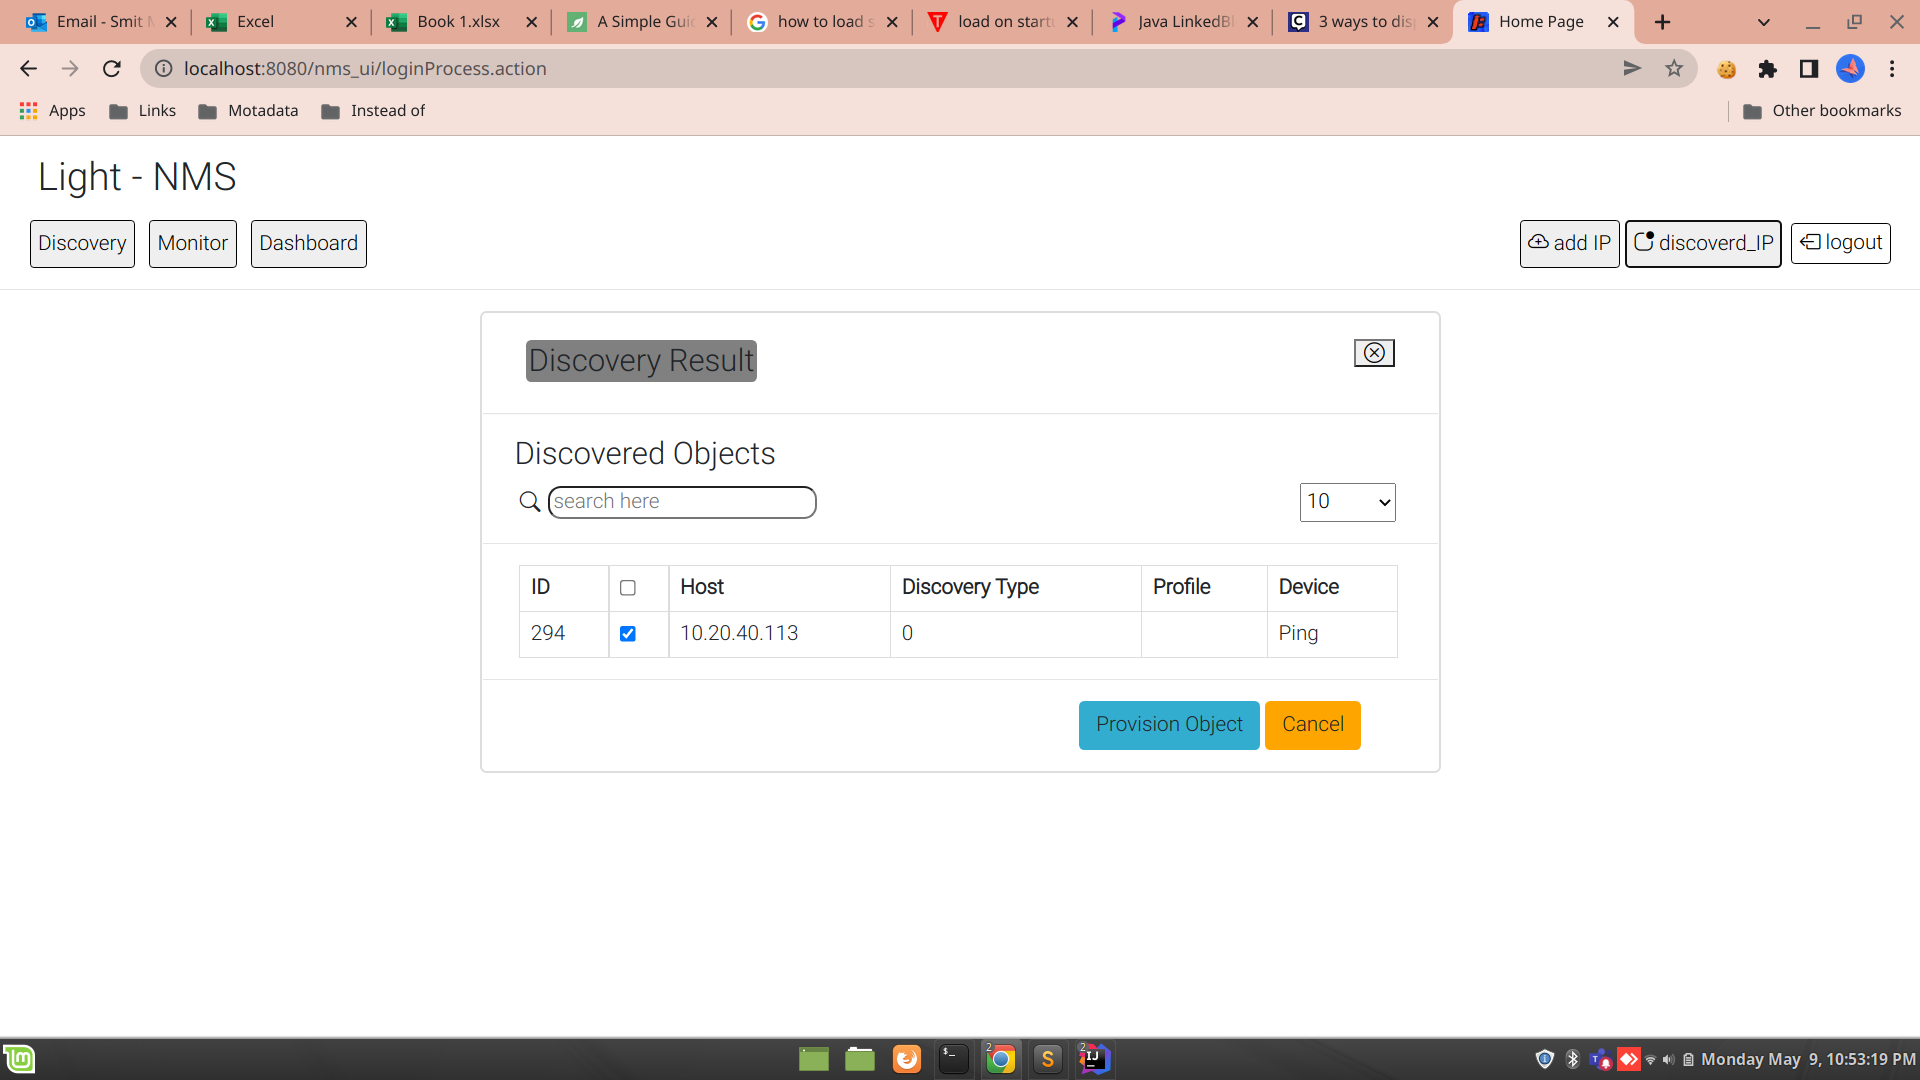 Email - Smit M
Excel
Book 1.xlsx
A Simple Guid
how to load s
load on startu
Java LinkedBl
3 ways to disp
Home Page
localhost:8080/nms_ui/loginProcess.action
Apps
Links
Motadata
Instead of
Other bookmarks
Light - NMS
Discovery
Monitor
Dashboard
add IP
discoverd_IP
logout
Discovery Result
Discovered Objects
search here
10
ID Host Discovery Type Profile Device
294 10.20.40.113 0 Ping
Provision Object
Cancel
Monday May 9, 10:53:19 PM